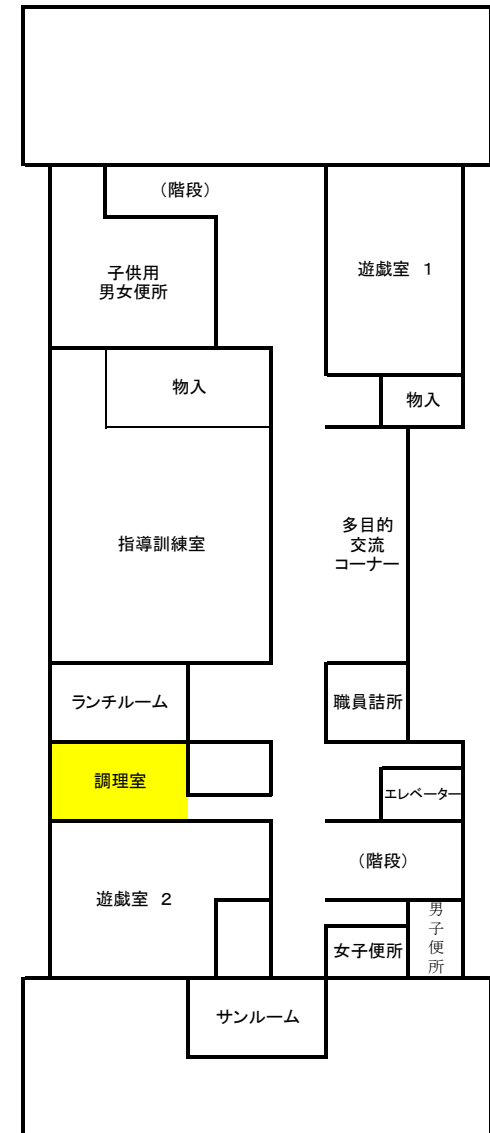 （階段）
遊戯室　１
子供用
男女便所
物入
物入
指導訓練室
多目的
交流
コーナー
ランチルーム
職員詰所
調理室
エレベーター
（階段）
遊戯室　２
男子便所
女子便所
サンルーム